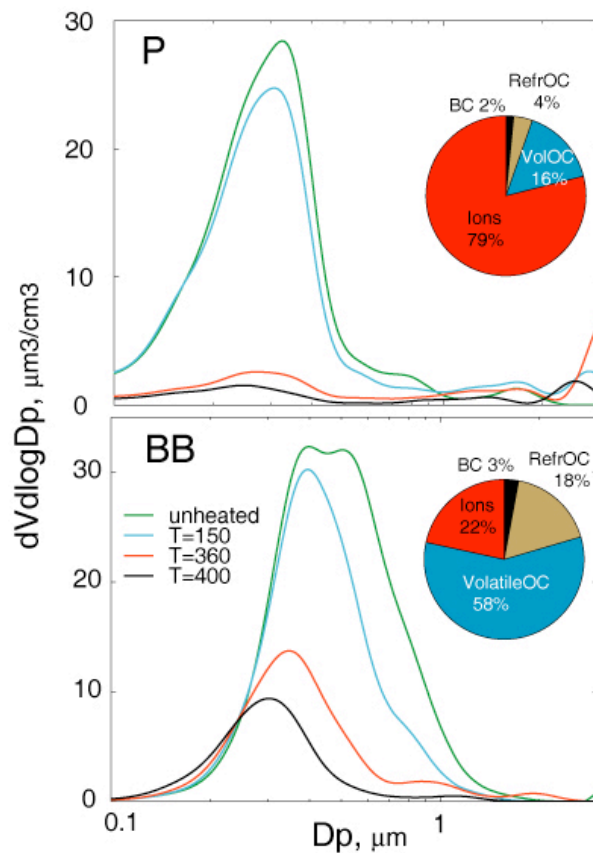 30
P
RefrOC
BC 2%
4%
VolOC
16%
20
Ions
79%
10
0
dVdlogDp, µm3/cm3
BB
RefrOC
BC 3%
18%
30
Ions
22%
unheated
T=150
T=360
T=400
VolatileOC
58%
20
10
0
0.1
Dp, µm
1